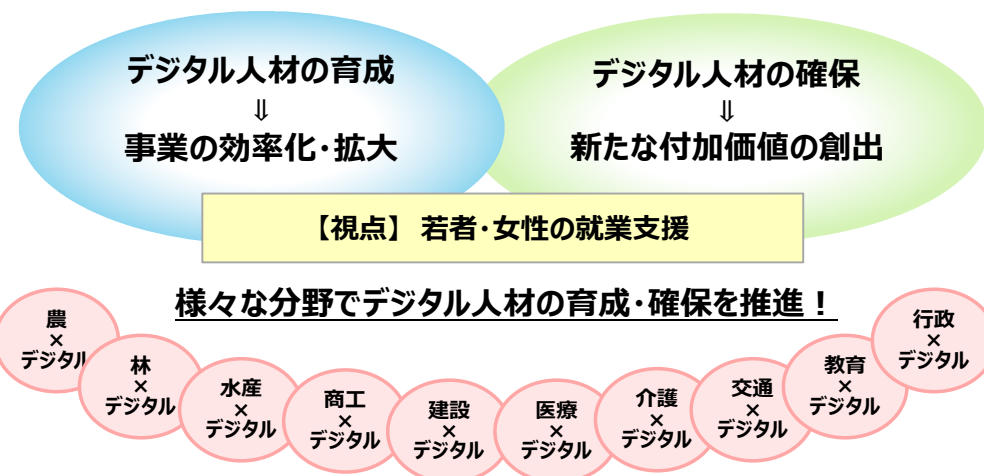 デジタル人材の育成
⇓
事業の効率化・拡大
デジタル人材の確保
⇓
新たな付加価値の創出
【視点】 若者・女性の就業支援
様々な分野でデジタル人材の育成・確保を推進！
農
×
デジタル
林
×
デジタル
水産
×
デジタル
商工
×
デジタル
建設
×
デジタル
医療
×
デジタル
介護
×
デジタル
交通
×
デジタル
教育
×
デジタル
行政
×
デジタル